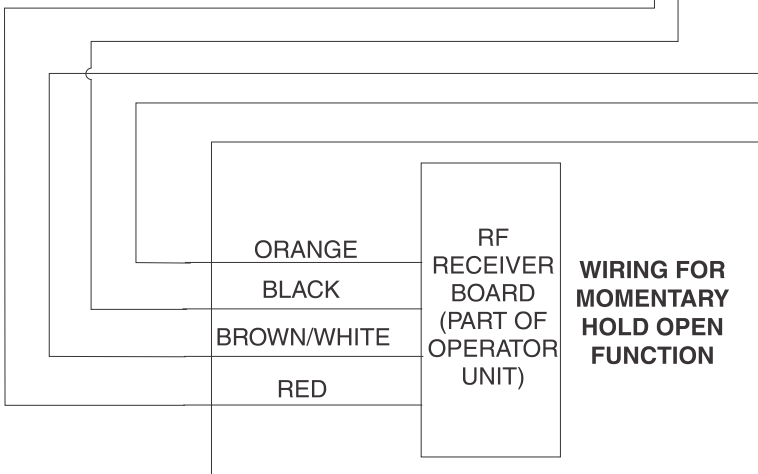 ORANGE
BLACK
BROWN/WHITE
RED
RF
RECEIVER
BOARD
(PART OF
OPERATOR
UNIT)
WIRING FOR
MOMENTARY
HOLD OPEN
FUNCTION